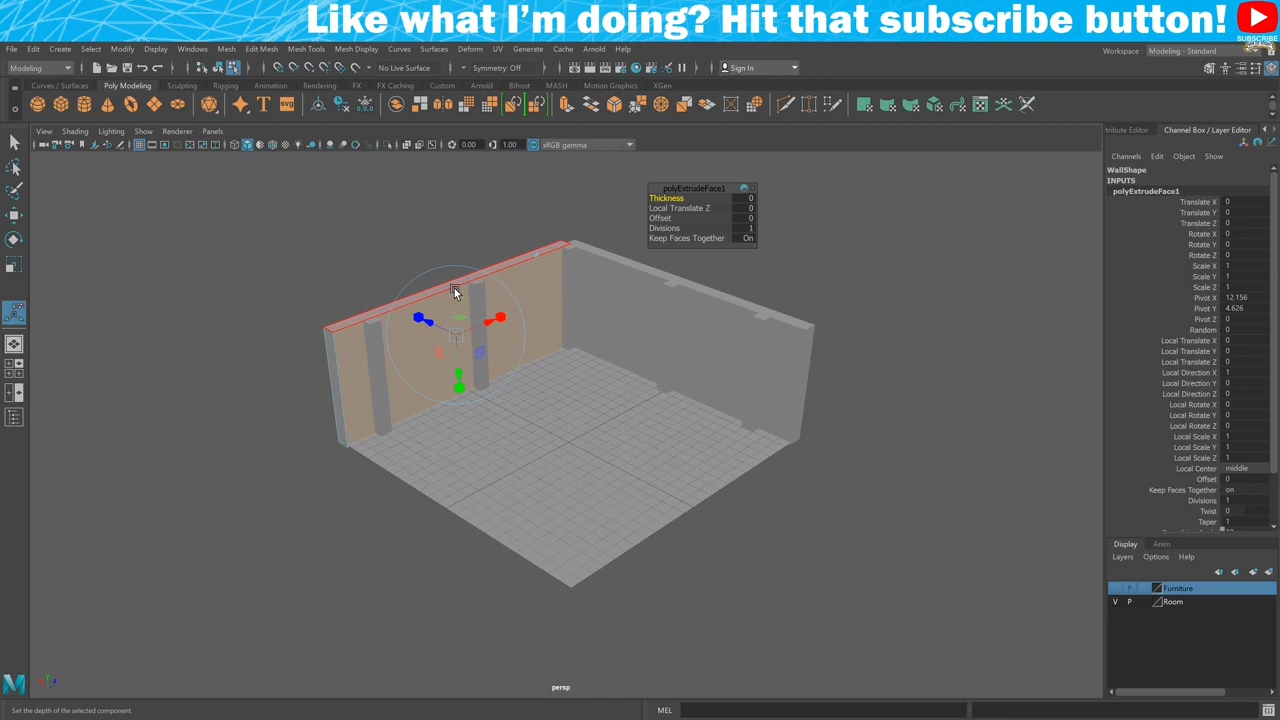 Like what I’m doing? Hit that subscribe button!
SUBSCRIBE
File Edit Create Select Modify Display Windows Mesh Edit Mesh Mesh Tools Mesh Display Curves Surfaces Deform UV Generate Cache Arnold Help
Workspace : Modeling - Standard
Modeling No Live Surface Symmetry: Off Sign In
Curves / Surfaces Poly Modeling Sculpting Rigging Animation Rendering FX FX Caching Custom Arnold Bifrost MASH Motion Graphics XGen
T svg 0,0,0
View Shading Lighting Show Renderer Panels
tribute Editor Channel Box / Layer Editor
0.00 1.00 sRGB gamma
Channels Edit Object Show
WallShape
INPUTS
polyExtrudeFace1
Translate X 0
Translate Y 0
Translate Z 0
Rotate X 0
Rotate Y 0
Rotate Z 0
Scale X 1
Scale Y 1
Scale Z 1
Pivot X 12.156
Pivot Y 4.626
Pivot Z 0
Random 0
Local Translate X 0
Local Translate Y 0
Local Translate Z 0
Local Direction X 1
Local Direction Y 0
Local Direction Z 0
Local Rotate X 0
Local Rotate Y 0
Local Rotate Z 0
Local Scale X 1
Local Scale Y 1
Local Scale Z 1
Local Center middle
Offset 0
Keep Faces Together on
Divisions 1
Twist 0
Taper 1
polyExtrudeFace1
Thickness 0
Local Translate Z 0
Offset 0
Divisions 1
Keep Faces Together On
Display Anim
Layers Options Help
P Furniture
V P Room
persp
Set the depth of the selected component.
MEL